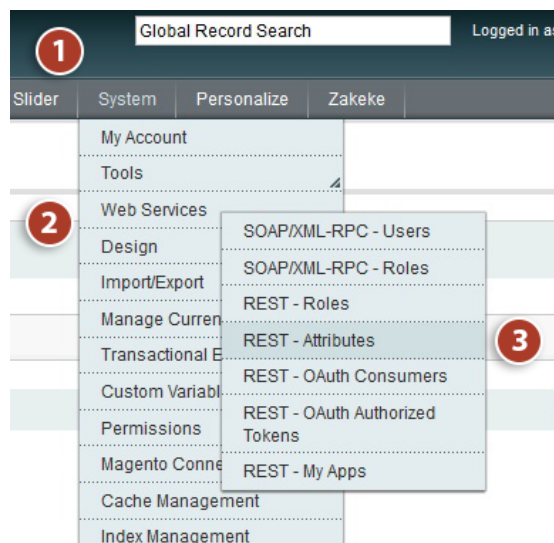 Global Record Search
Logged in as
1
Slider
System
Personalize
Zakeke
My Account
Tools
2
Web Services
Design
Import/Export
Manage Curren
Transactional E
Custom Variabl
Permissions
Magento Conne
Cache Management
Index Management
SOAP/XML-RPC - Users
SOAP/XML-RPC - Roles
REST - Roles
REST - Attributes
3
REST - OAuth Consumers
REST - OAuth Authorized
Tokens
REST - My Apps